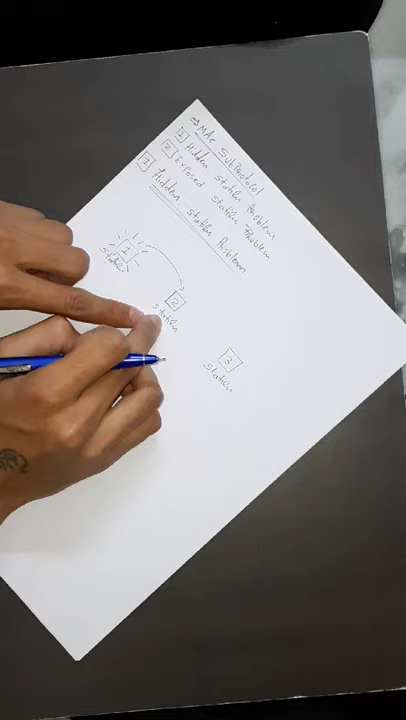 ⇒ MAC SubProtocol
1 Hidden Station Problem
2 Exposed Station Problem
1 Hidden Station Problem
1
Station
2
Station
3
Station